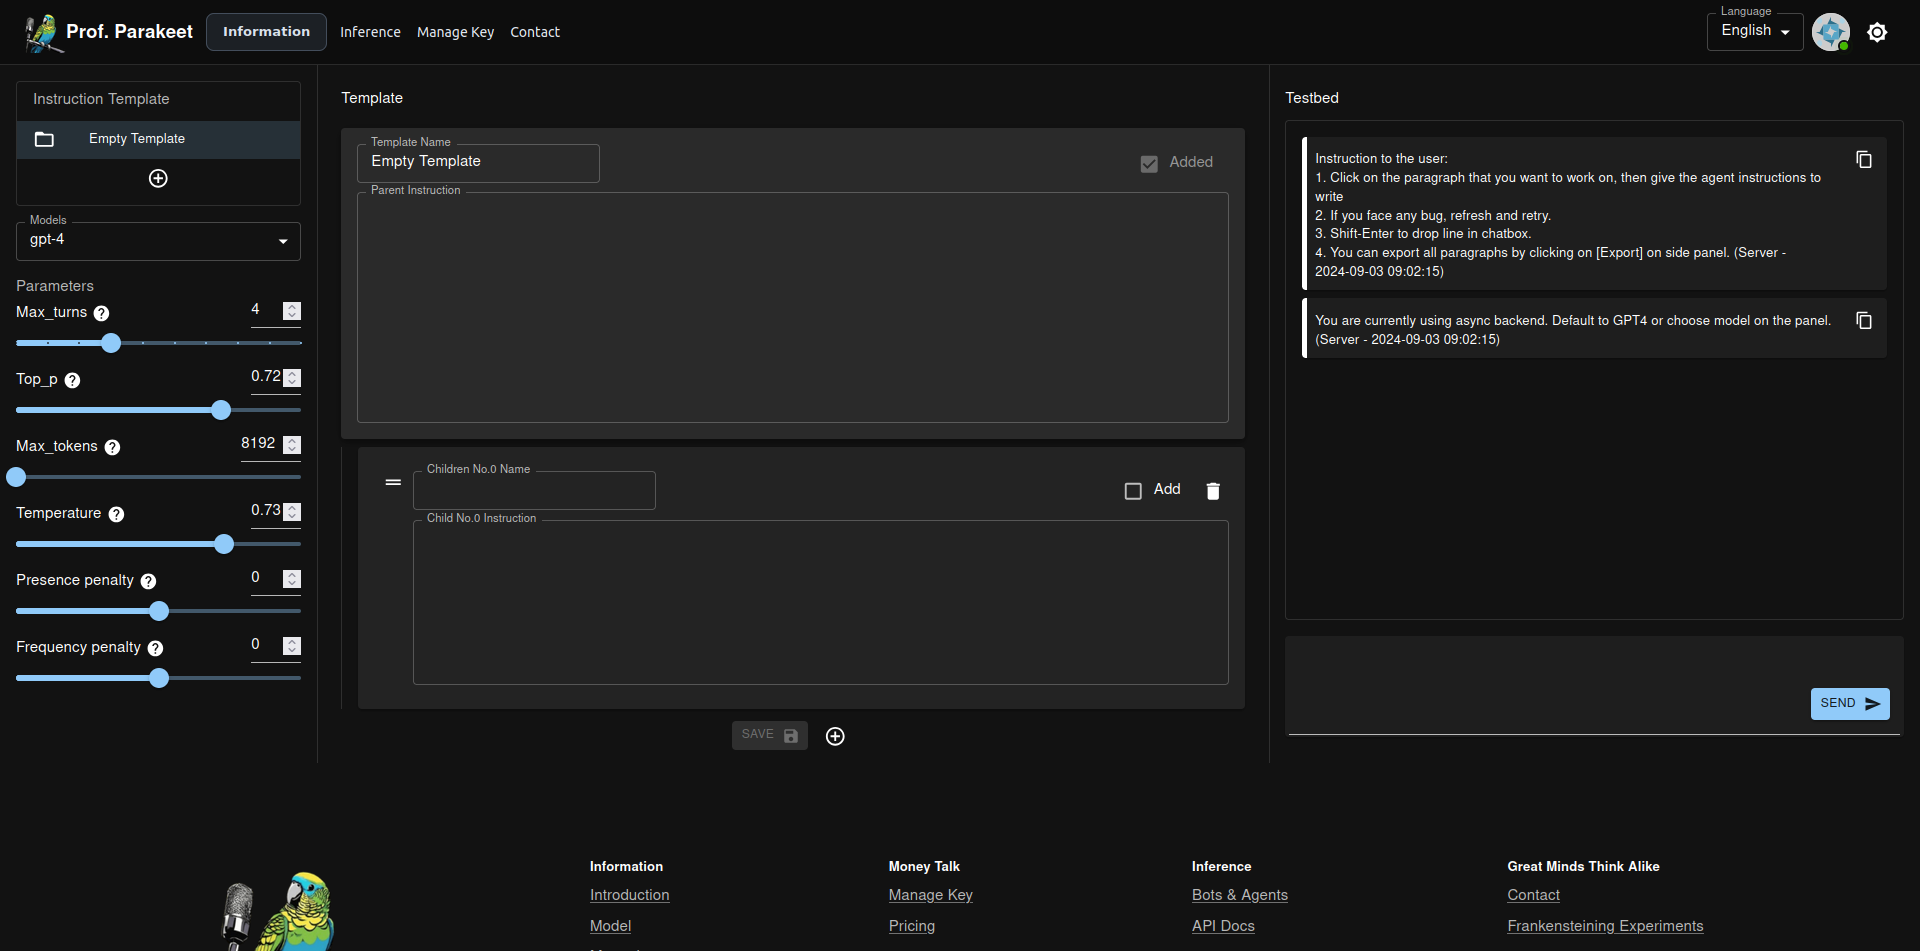 Prof. Parakeet
Information
Inference
Manage Key
Contact
Language
English
Instruction Template
Empty Template
Models
gpt-4
Parameters
Max_turns
4
Top_p
0.72
Max_tokens
8192
Temperature
0.73
Presence penalty
0
Frequency penalty
0
Template
Template Name
Empty Template
Added
Parent Instruction
Children No.0 Name
Add
Child No.0 Instruction
SAVE
Testbed
Instruction to the user:
1. Click on the paragraph that you want to work on, then give the agent instructions to
write
2. If you face any bug, refresh and retry.
3. Shift-Enter to drop line in chatbox.
4. You can export all paragraphs by clicking on [Export] on side panel. (Server -
2024-09-03 09:02:15)
You are currently using async backend. Default to GPT4 or choose model on the panel.
(Server - 2024-09-03 09:02:15)
SEND
Information
Introduction
Model
Money Talk
Manage Key
Pricing
Inference
Bots & Agents
API Docs
Great Minds Think Alike
Contact
Frankensteining Experiments